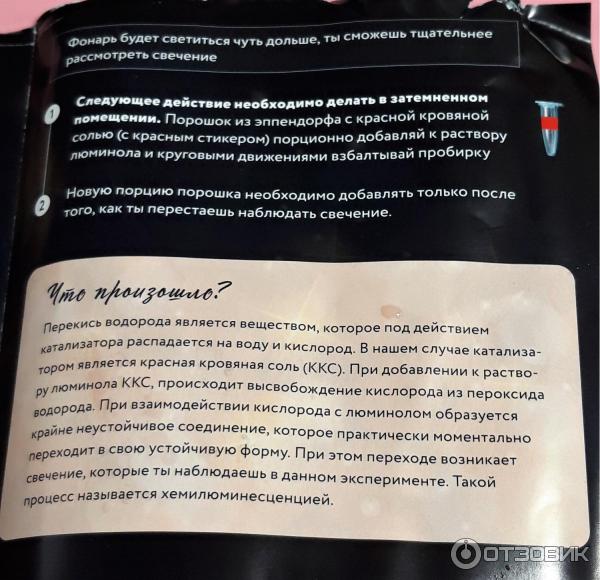 Фонарь будет светиться чуть дольше, ты сможешь тщательнее
рассмотреть свечение
1 Следующее действие необходимо делать в затемненном
помещении. Порошок из эппендорфа с красной кровяной
солью (с красным стикером) порционно добавляй к раствору
люминола и круговыми движениями взбалтывай пробирку
2 Новую порцию порошка необходимо добавлять только после
того, как ты перестаешь наблюдать свечение.
Что произошло?
Перекись водорода является веществом, которое под действием
катализатора распадается на воду и кислород. В нашем случае катализа-
тором является красная кровяная соль (ККС). При добавлении к раство-
ру люминола ККС, происходит высвобождение кислорода из пероксида
водорода. При взаимодействии кислорода с люминолом образуется
крайне неустойчивое соединение, которое практически моментально
переходит в свою устойчивую форму. При этом переходе возникает
свечение, которые ты наблюдаешь в данном эксперименте. Такой
процесс называется хемилюминесценцией.
ОТЗОВИК